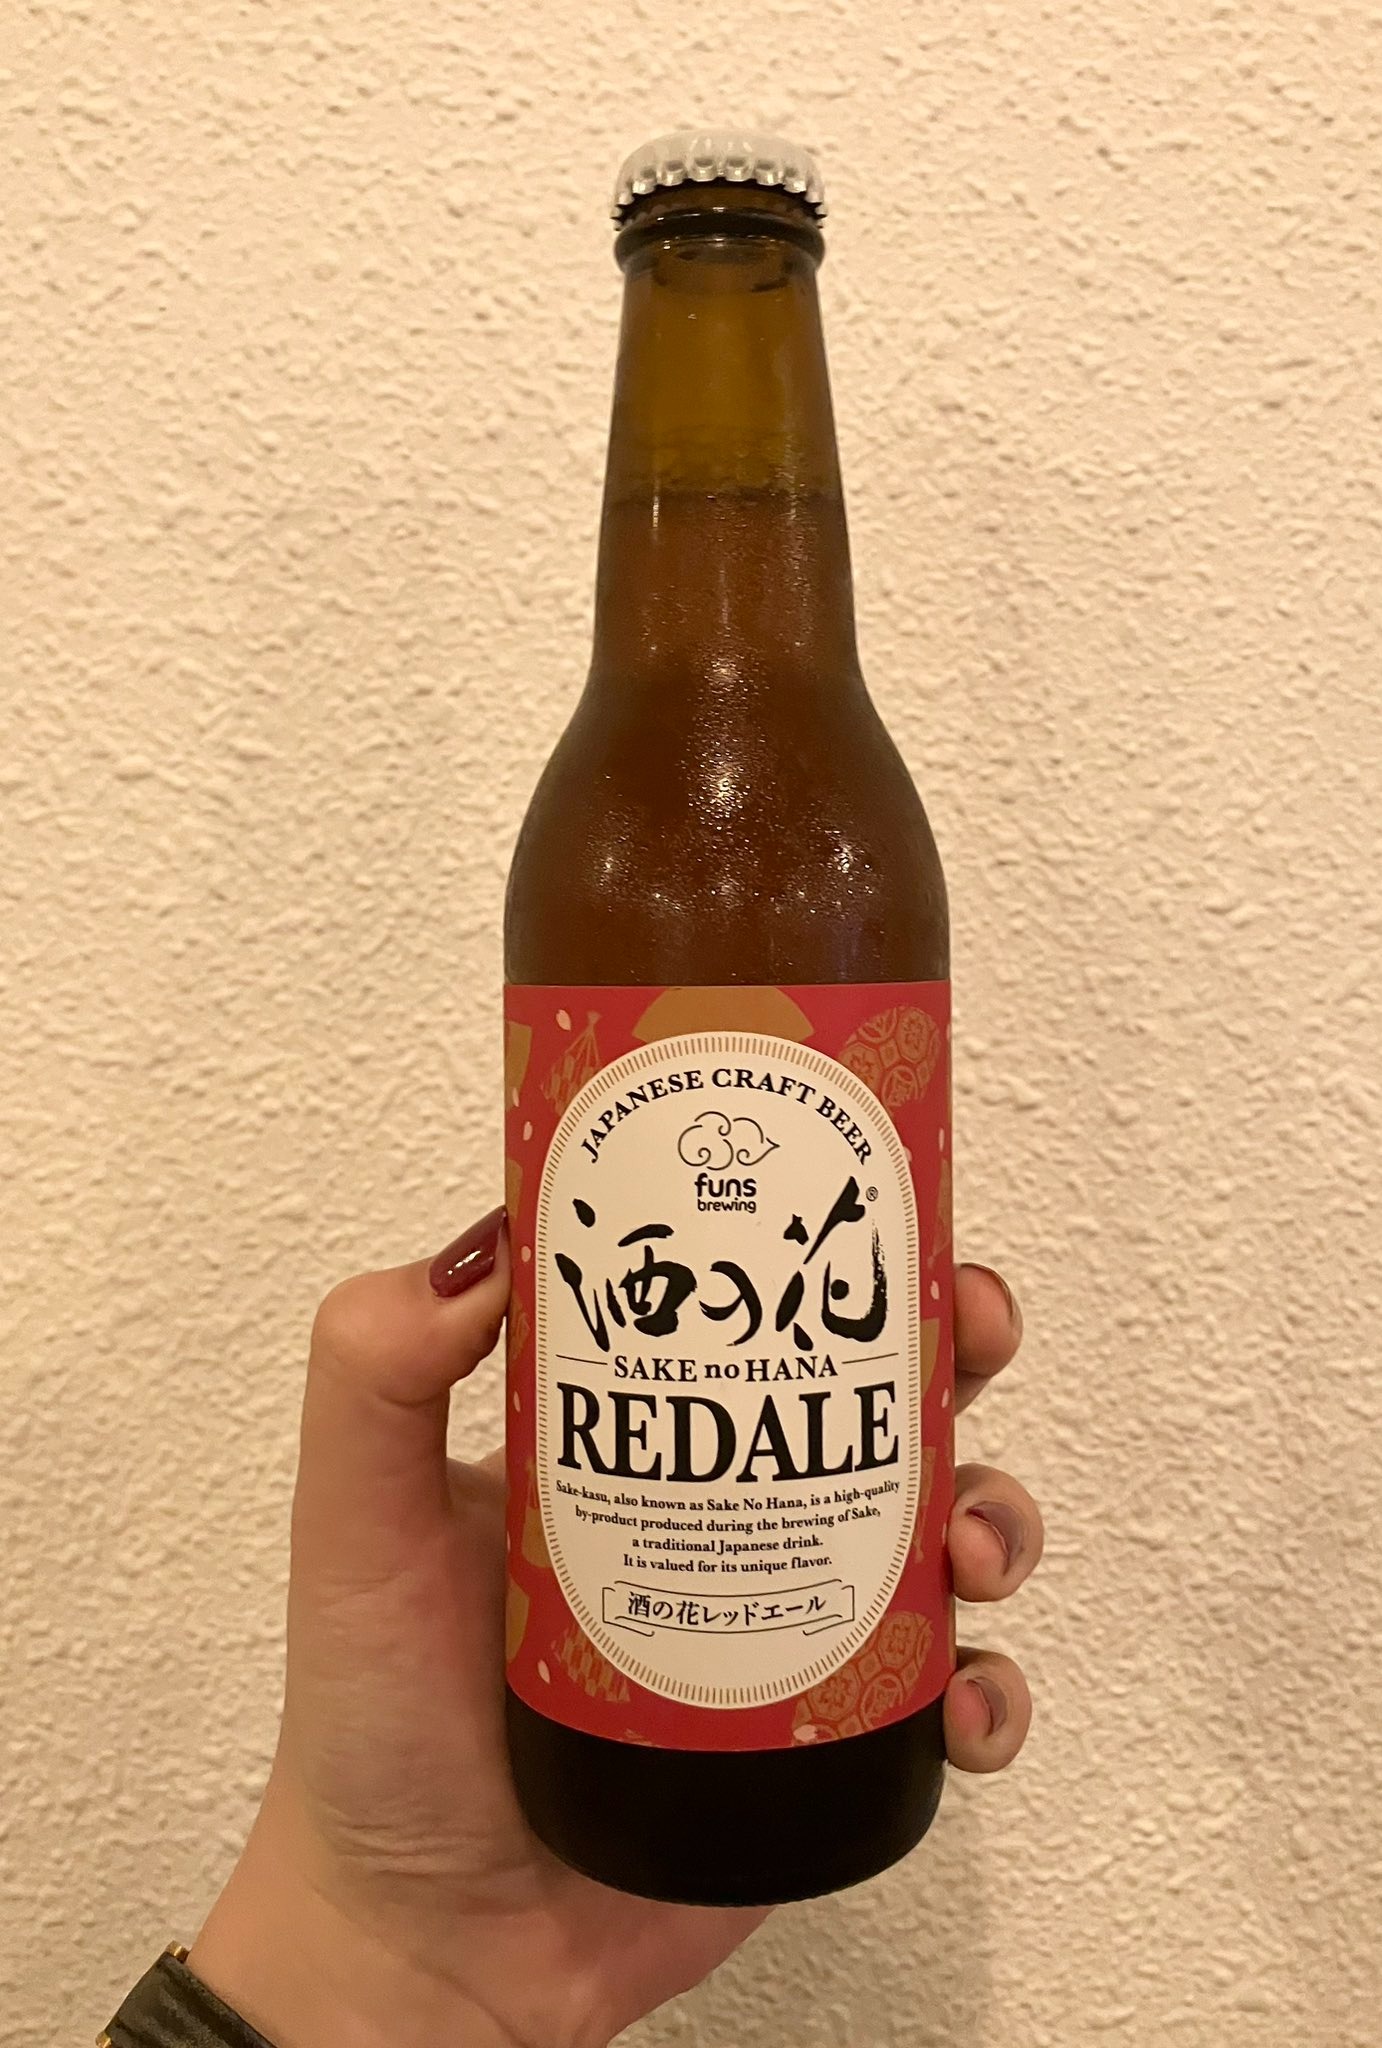 JAPANESE CRAFT BEER
funs
brewing
酒の花®
SAKE no HANA
REDALE
Sake-kasu, also known as Sake No Hana, is a high-quality
by-product produced during the brewing of Sake,
a traditional Japanese drink.
It is valued for its unique flavor.
酒の花レッドエール